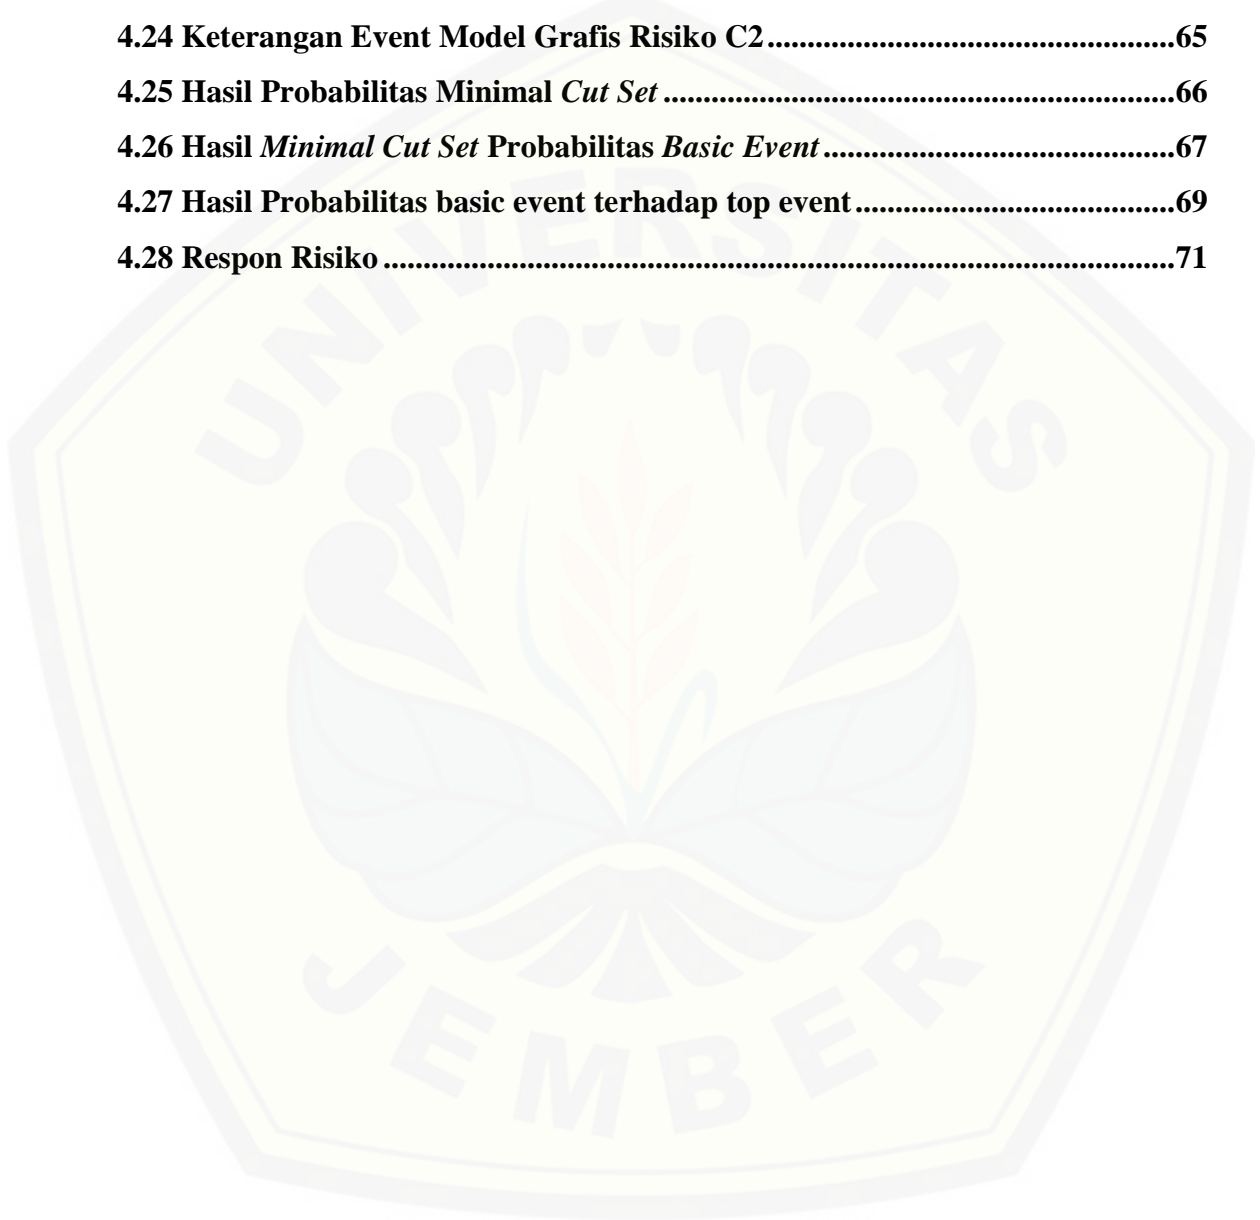 4.24 Keterangan Event Model Grafis Risiko C2....................................................65
4.25 Hasil Probabilitas Minimal Cut Set.................................................................66
4.26 Hasil Minimal Cut Set Probabilitas Basic Event.............................................67
4.27 Hasil Probabilitas basic event terhadap top event.........................................69
4.28 Respon Risiko....................................................................................................71
UNIVERSITAS
JEMBER